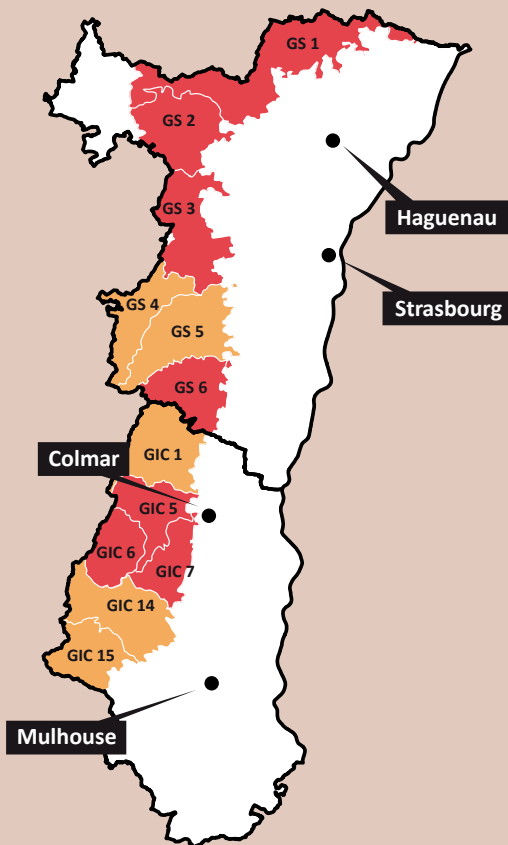 GS 1
GS 2
GS 3
Haguenau
GS 4
Strasbourg
GS 5
GS 6
GIC 1
Colmar
GIC 5
GIC 6
GIC 7
GIC 14
GIC 15
Mulhouse